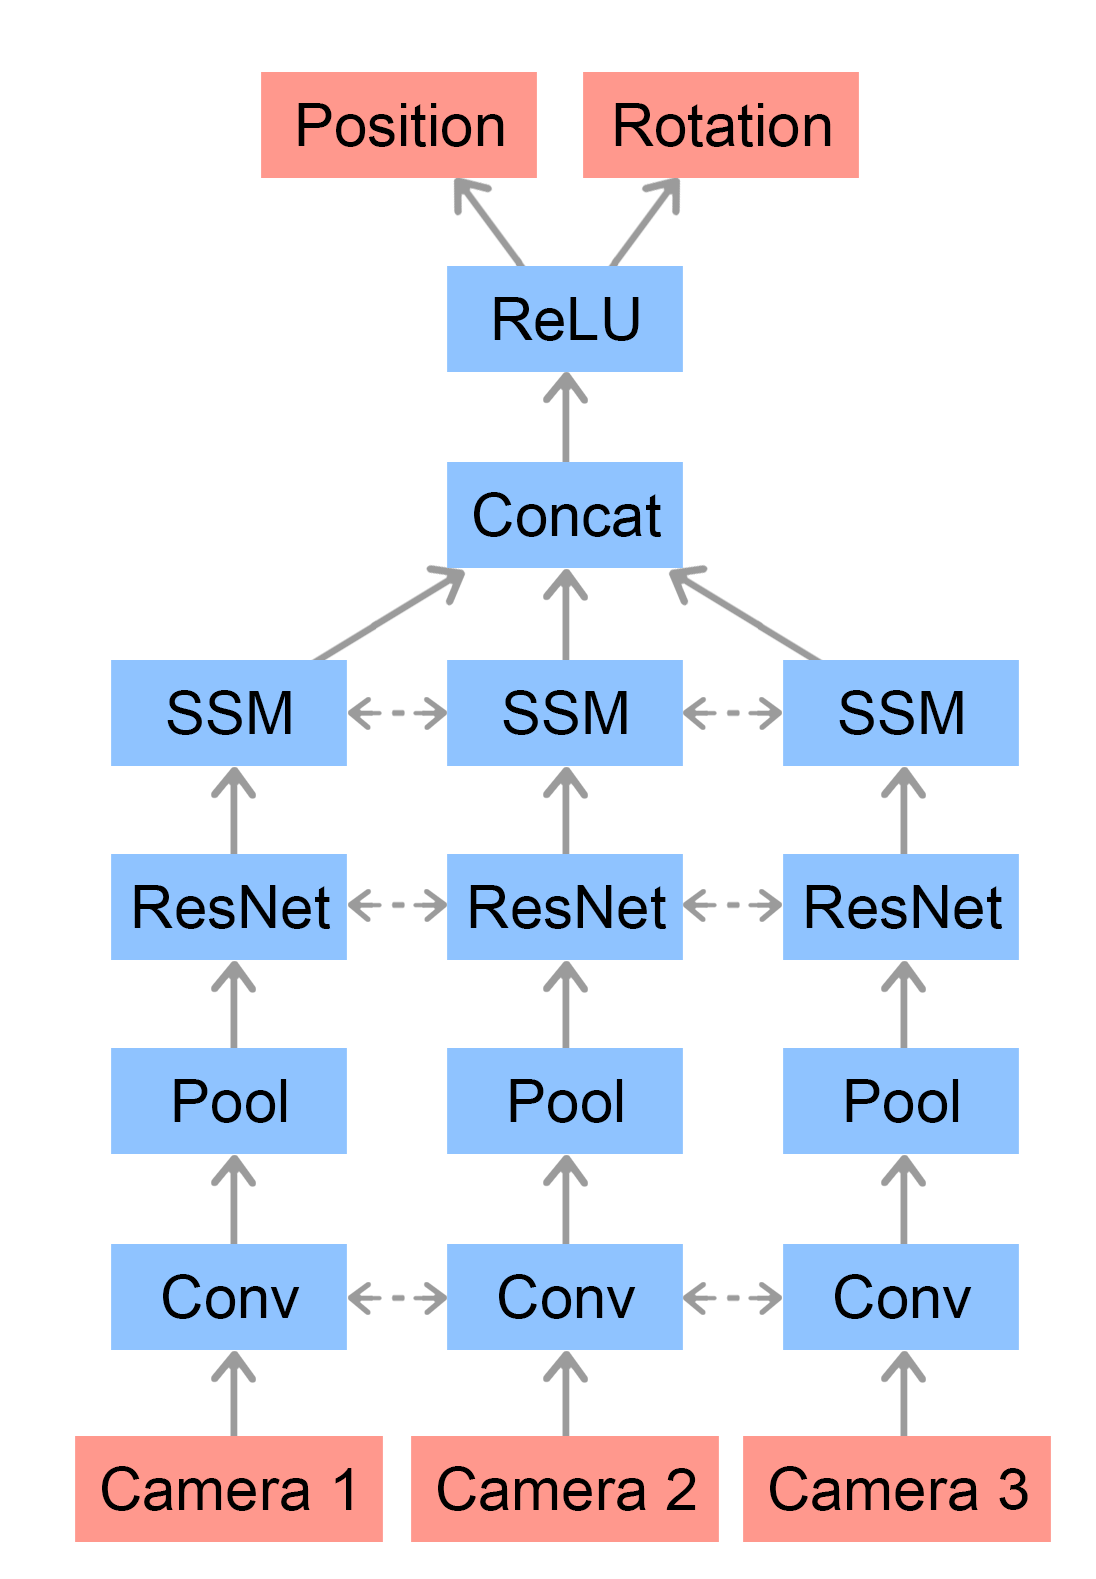 Position Rotation
ReLU
Concat
SSM SSM SSM
ResNet ResNet ResNet
Pool Pool Pool
Conv Conv Conv
Camera 1 Camera 2 Camera 3